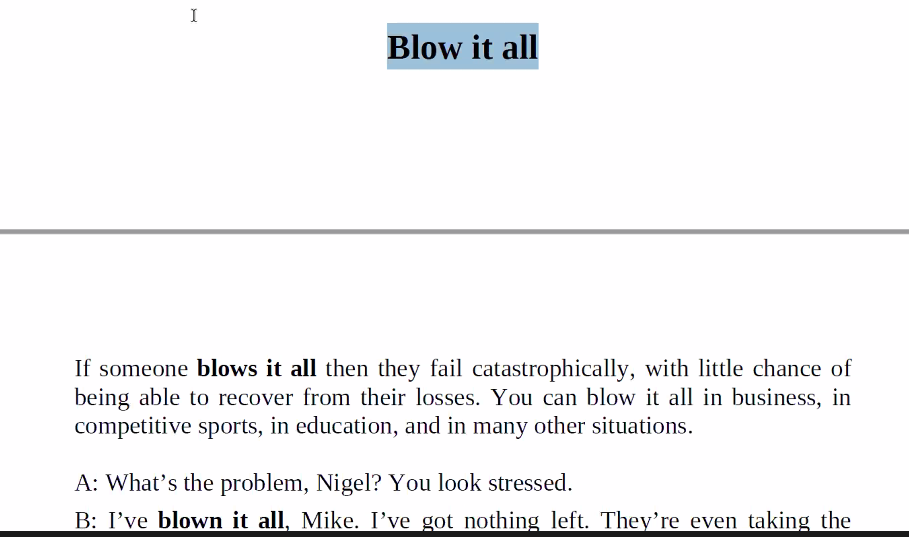 Blow it all
If someone blows it all then they fail catastrophically, with little chance of
being able to recover from their losses. You can blow it all in business, in
competitive sports, in education, and in many other situations.
A: What’s the problem, Nigel? You look stressed.
B: I’ve blown it all, Mike. I’ve got nothing left. They’re even taking the